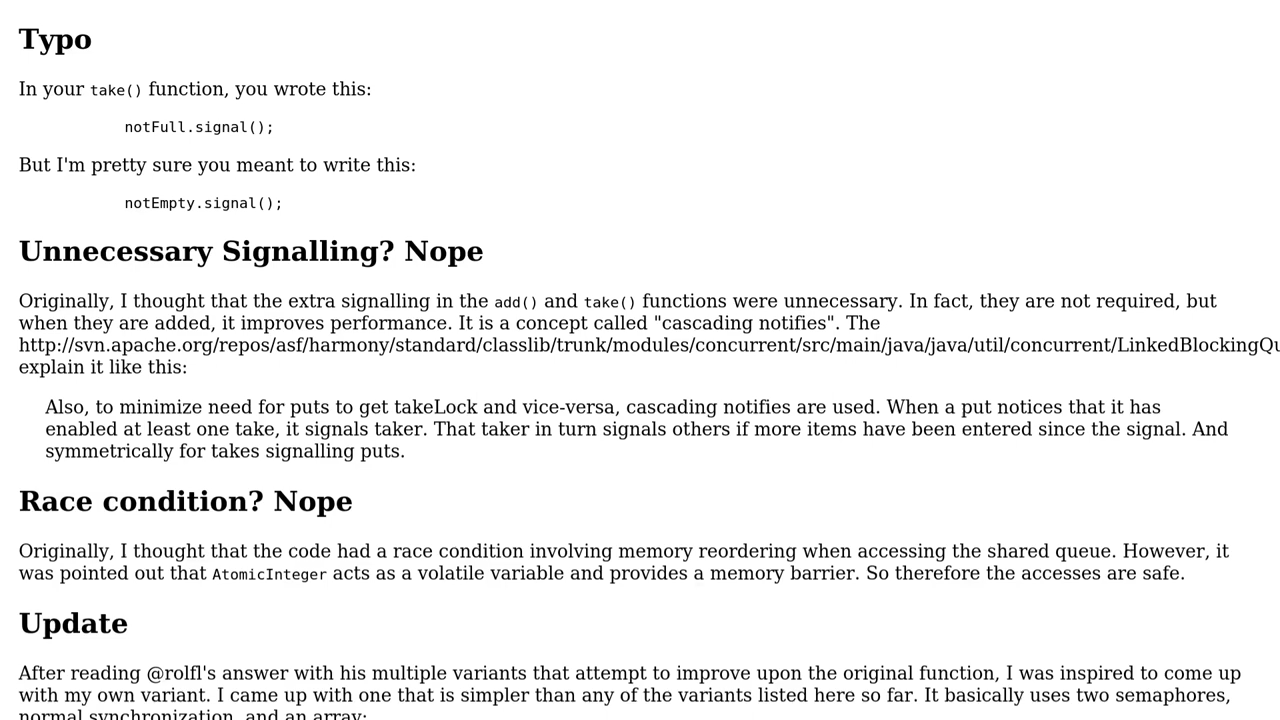 Typo
In your take() function, you wrote this:
notFull.signal();
But I'm pretty sure you meant to write this:
notEmpty.signal();
Unnecessary Signalling? Nope
Originally, I thought that the extra signalling in the add() and take() functions were unnecessary. In fact, they are not required, but
when they are added, it improves performance. It is a concept called "cascading notifies". The
http://svn.apache.org/repos/asf/harmony/standard/classlib/trunk/modules/concurrent/src/main/java/java/util/concurrent/LinkedBlockingQu
explain it like this:
Also, to minimize need for puts to get takeLock and vice-versa, cascading notifies are used. When a put notices that it has
enabled at least one take, it signals taker. That taker in turn signals others if more items have been entered since the signal. And
symmetrically for takes signalling puts.
Race condition? Nope
Originally, I thought that the code had a race condition involving memory reordering when accessing the shared queue. However, it
was pointed out that AtomicInteger acts as a volatile variable and provides a memory barrier. So therefore the accesses are safe.
Update
After reading @rolfl's answer with his multiple variants that attempt to improve upon the original function, I was inspired to come up
with my own variant. I came up with one that is simpler than any of the variants listed here so far. It basically uses two semaphores,
normal synchronization, and an array: